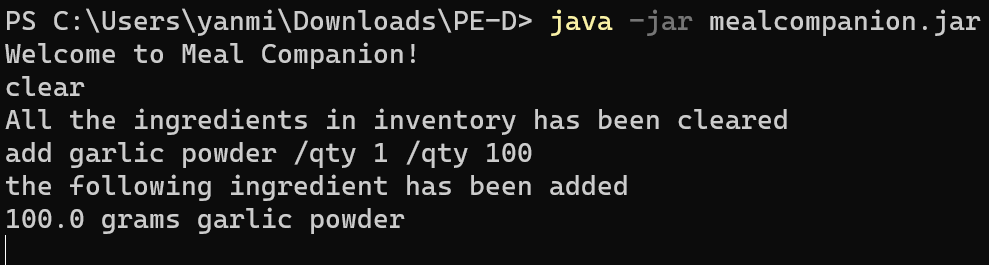 PS C:\Users\yanmi\Downloads\PE-D> java -jar mealcompanion.jar
Welcome to Meal Companion!
clear
All the ingredients in inventory has been cleared
add garlic powder /qty 1 /qty 100
the following ingredient has been added
100.0 grams garlic powder